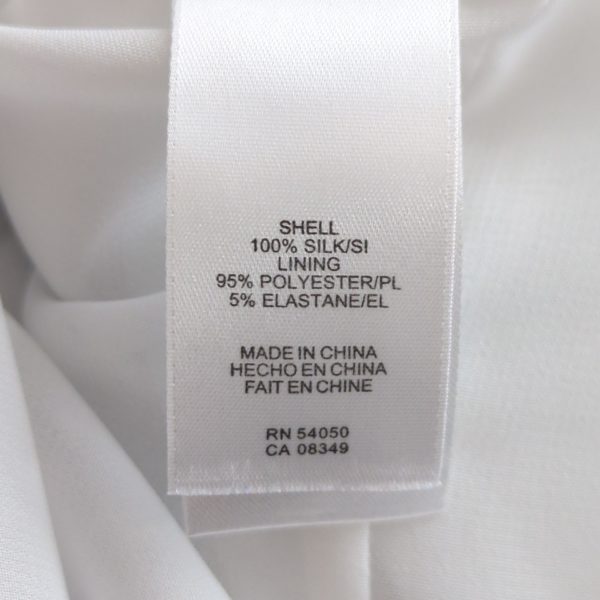 SHELL
100% SILK/SI
LINING
95% POLYESTER/PL
5% ELASTANE/EL
MADE IN CHINA
HECHO EN CHINA
FAIT EN CHINE
RN 54050
CA 08349